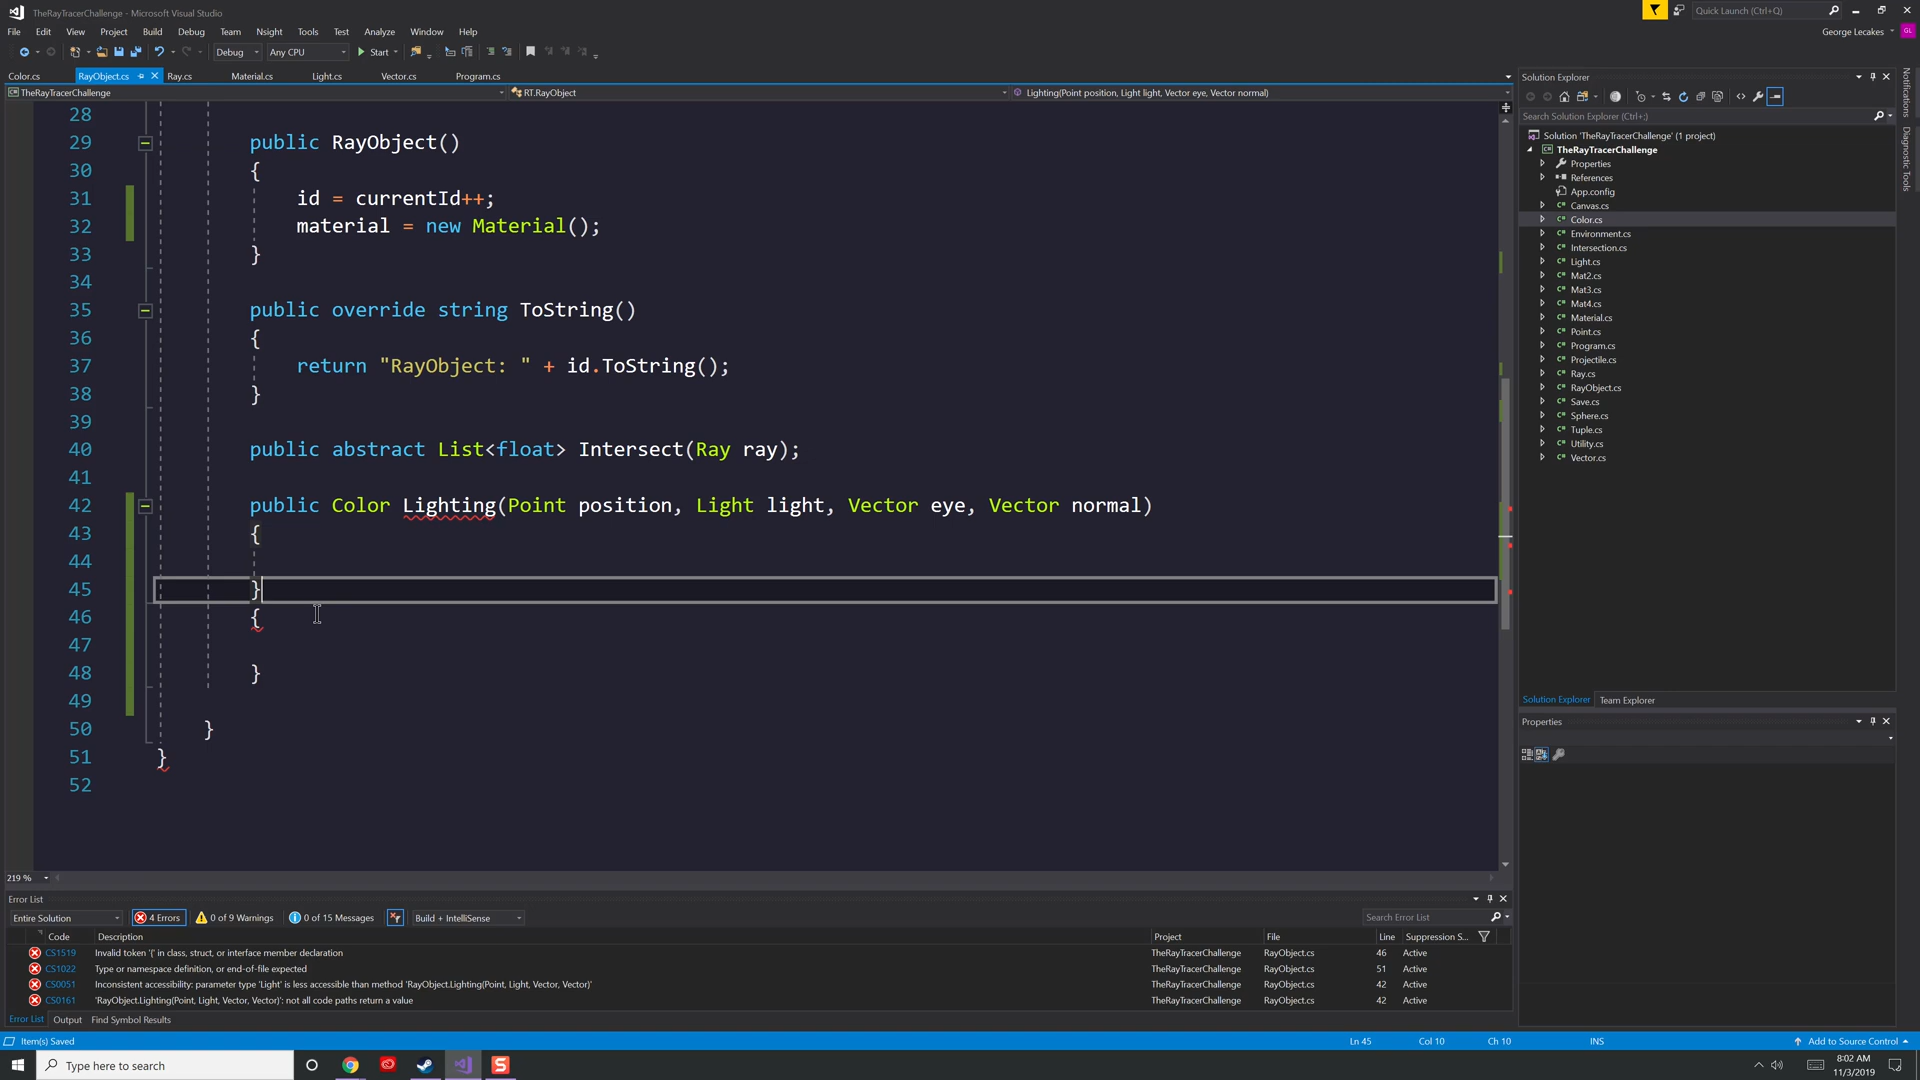 TheRayTracerChallenge - Microsoft Visual Studio
Quick Launch (Ctrl+Q)
File Edit View Project Build Debug Team Nsight Tools Test Analyze Window Help
George Lecakes GL
Debug Any CPU Start
Color.cs RayObject.cs Ray.cs Material.cs Light.cs Vector.cs Program.cs
TheRayTracerChallenge RT.RayObject Lighting(Point position, Light light, Vector eye, Vector normal)
28
29 public RayObject()
30 {
31 id = currentId++;
32 material = new Material();
33 }
34
35 public override string ToString()
36 {
37 return "RayObject: " + id.ToString();
38 }
39
40 public abstract List<float> Intersect(Ray ray);
41
42 public Color Lighting(Point position, Light light, Vector eye, Vector normal)
43 {
44
45 }
46 {
47
48 }
49
50 }
51 }
52
219 %
Solution Explorer
Search Solution Explorer (Ctrl+;)
Solution 'TheRayTracerChallenge' (1 project)
TheRayTracerChallenge
Properties
References
App.config
C# Canvas.cs
C# Color.cs
C# Environment.cs
C# Intersection.cs
C# Light.cs
C# Mat2.cs
C# Mat3.cs
C# Mat4.cs
C# Material.cs
C# Point.cs
C# Program.cs
C# Projectile.cs
C# Ray.cs
C# RayObject.cs
C# Save.cs
C# Sphere.cs
C# Tuple.cs
C# Utility.cs
C# Vector.cs
Solution Explorer Team Explorer
Properties
Notifications
Diagnostic Tools
Error List
Entire Solution 4 Errors 0 of 9 Warnings 0 of 15 Messages Build + IntelliSense Search Error List
Code Description Project File Line Suppression S...
CS1519 Invalid token '{' in class, struct, or interface member declaration TheRayTracerChallenge RayObject.cs 46 Active
CS1022 Type or namespace definition, or end-of-file expected TheRayTracerChallenge RayObject.cs 51 Active
CS0051 Inconsistent accessibility: parameter type 'Light' is less accessible than method 'RayObject.Lighting(Point, Light, Vector, Vector)' TheRayTracerChallenge RayObject.cs 42 Active
CS0161 'RayObject.Lighting(Point, Light, Vector, Vector)': not all code paths return a value TheRayTracerChallenge RayObject.cs 42 Active
Error List Output Find Symbol Results
Item(s) Saved Ln 45 Col 10 Ch 10 INS Add to Source Control
Type here to search
8:02 AM
11/3/2019